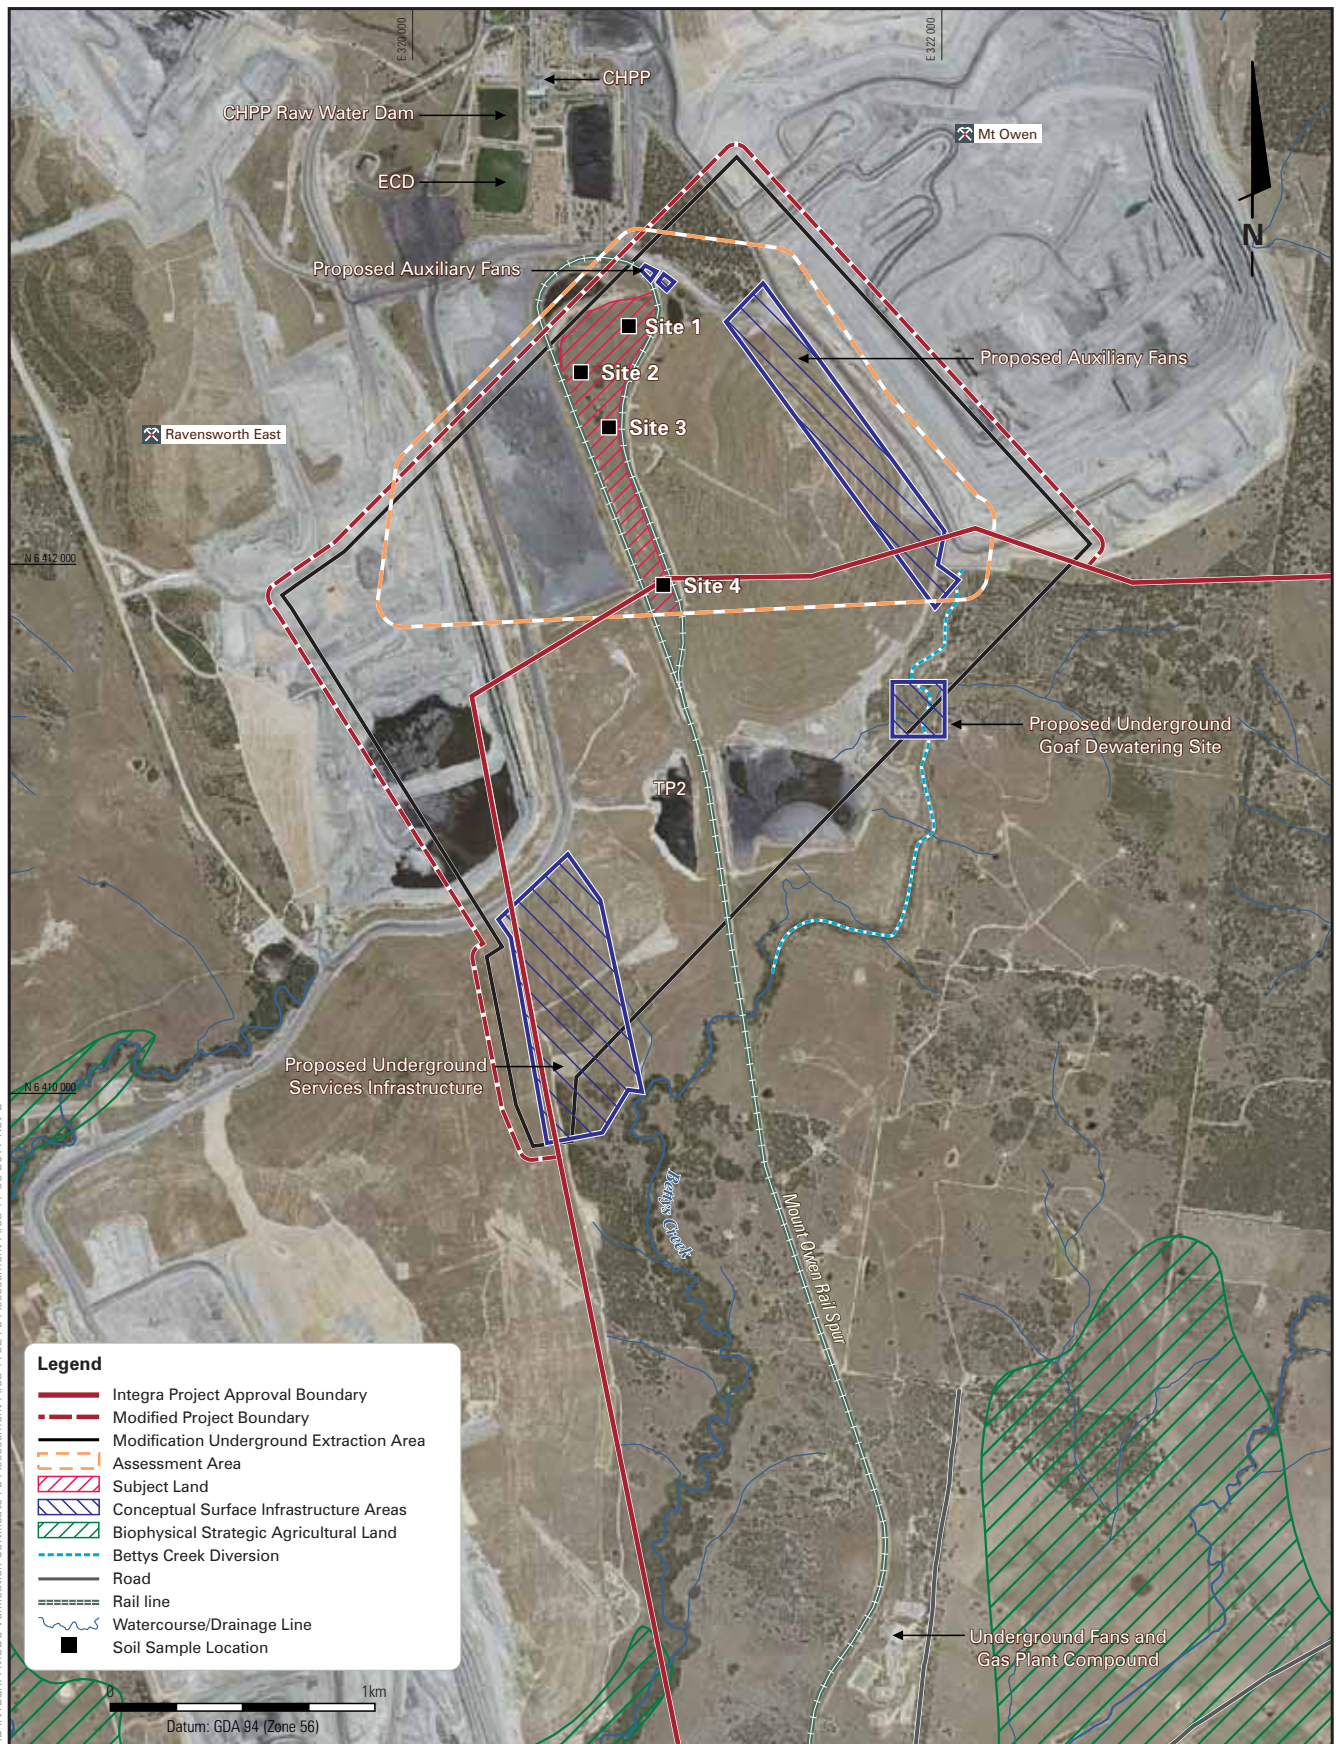 E 320 000
E 322 000
CHPP
CHPP Raw Water Dam
Mt Owen
ECD
N
Proposed Auxiliary Fans
Site 1
Proposed Auxiliary Fans
Site 2
Site 3
Ravensworth East
N 6 412 000
Site 4
Proposed Underground
Goaf Dewatering Site
TP2
Proposed Underground
Services Infrastructure
N 6 410 000
Bettys Creek
Mount Owen Rail Spur
Legend
Integra Project Approval Boundary
Modified Project Boundary
Modification Underground Extraction Area
Assessment Area
Subject Land
Conceptual Surface Infrastructure Areas
Biophysical Strategic Agricultural Land
Bettys Creek Diversion
Road
Rail line
Watercourse/Drainage Line
Soil Sample Location
Underground Fans and
Gas Plant Compound
0
1km
Datum: GDA 94 (Zone 56)